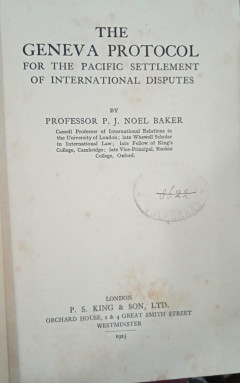 THE
GENEVA PROTOCOL
FOR THE PACIFIC SETTLEMENT
OF INTERNATIONAL DISPUTES
BY
PROFESSOR P. J. NOEL BAKER
Cassell Professor of International Relations in
the University of London; late Whewell Scholar
in International Law; late Fellow of King's
College, Cambridge; late Vice-Principal, Ruskin
College, Oxford.
LONDON
P. S. KING & SON, LTD.
ORCHARD HOUSE, 2 & 4 GREAT SMITH STREET
WESTMINSTER
1925